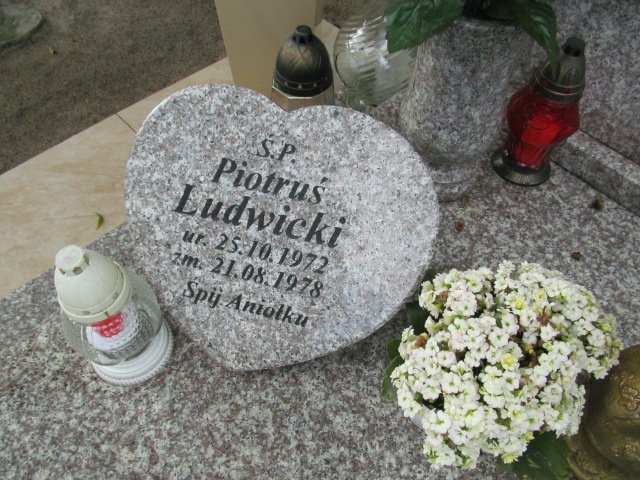 Ś.P.
Piotruś
Ludwicki
ur. 25.10.1972
zm. 21.08.1978
Śpij Aniołku